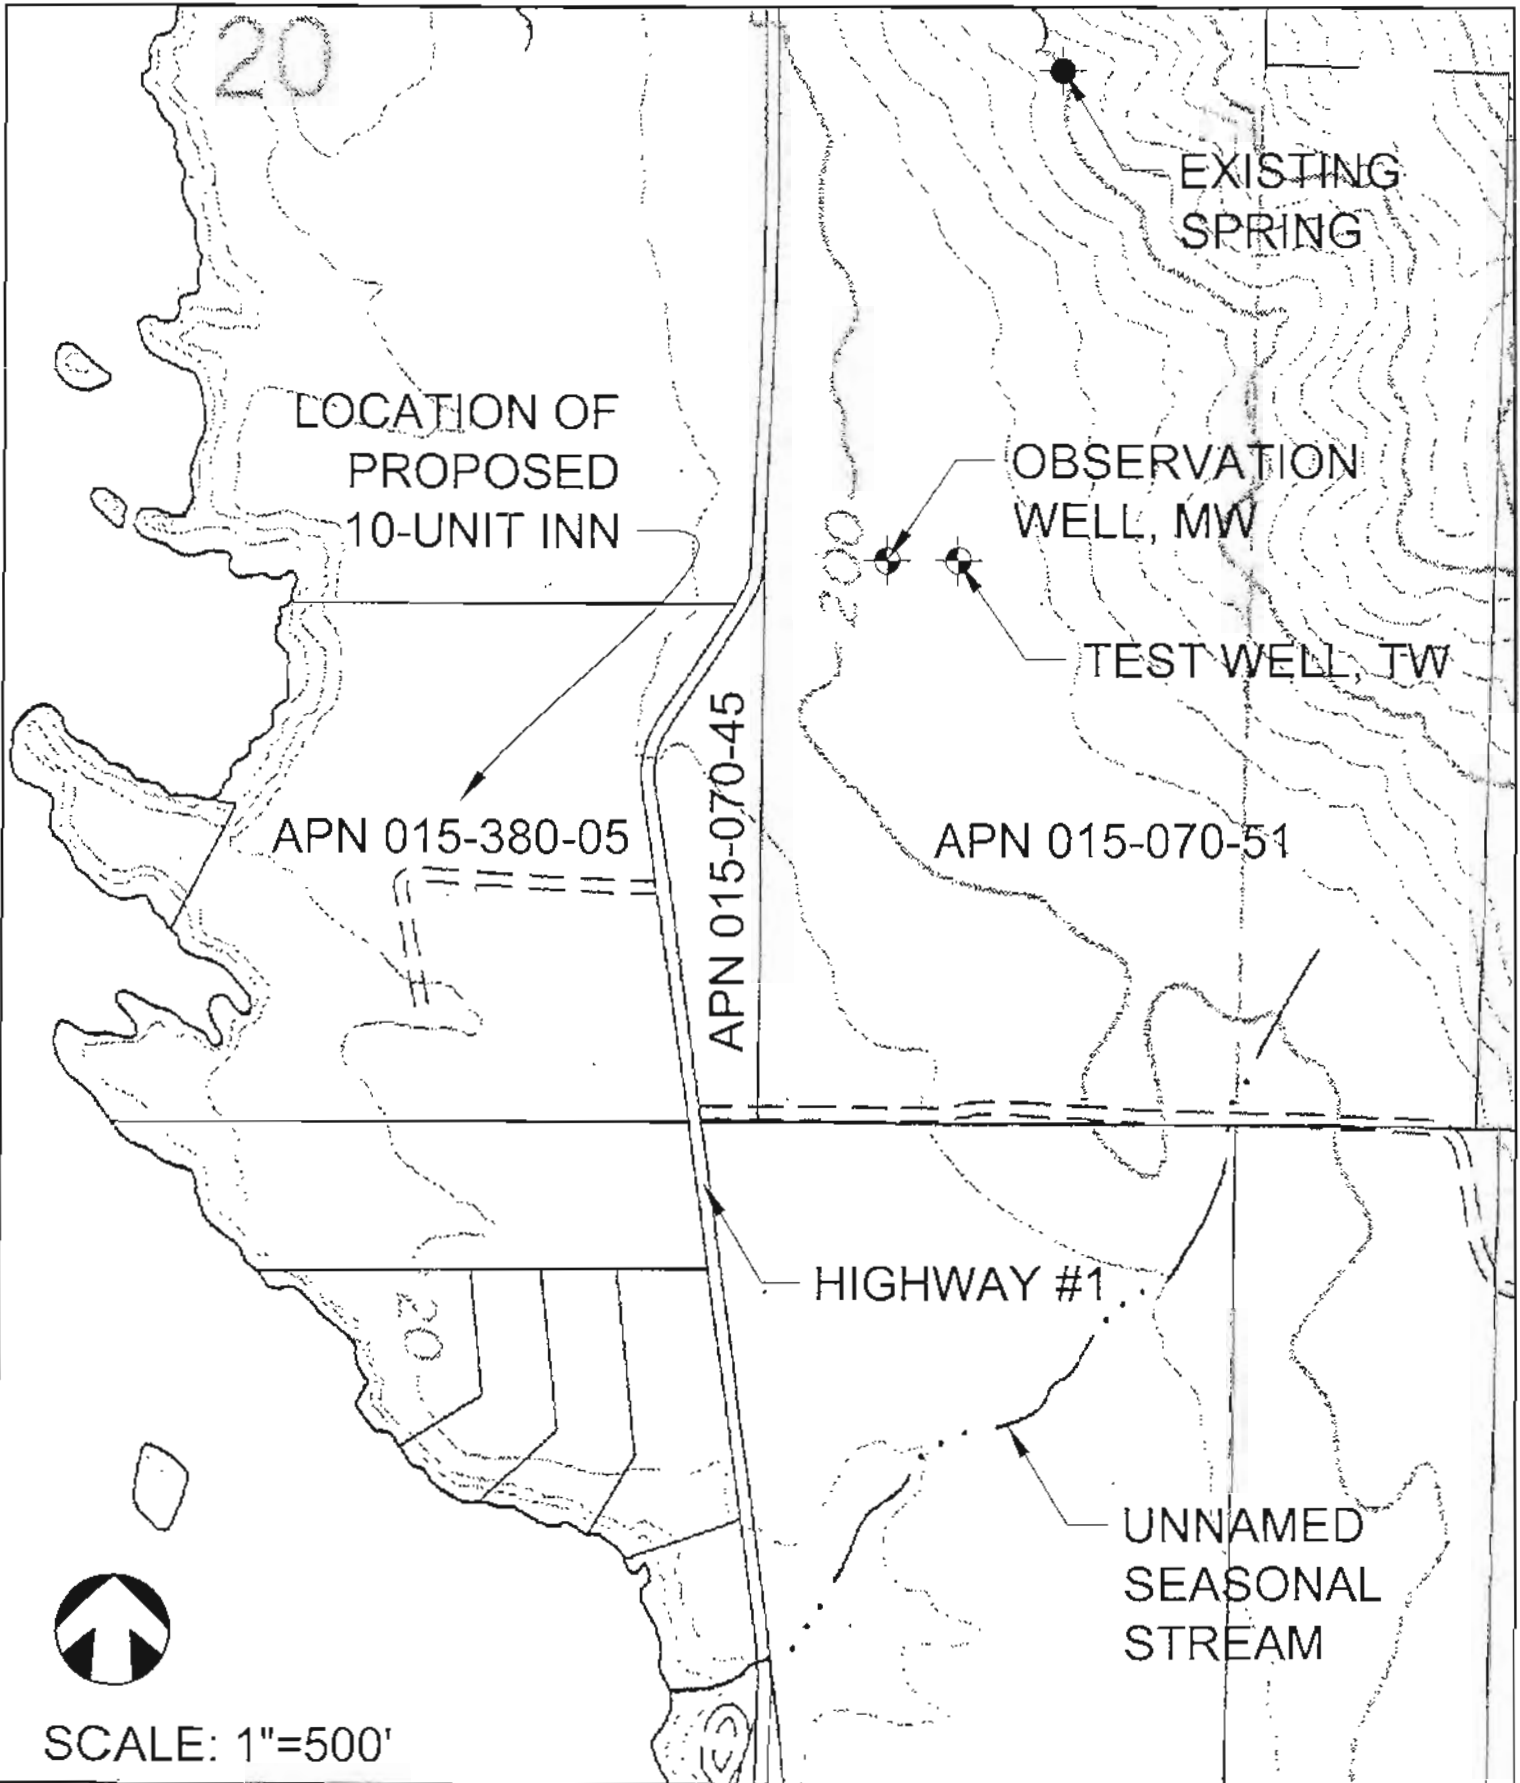 20
EXISTING
SPRING
LOCATION OF
PROPOSED
10-UNIT INN
OBSERVATION
WELL, MW
200
TEST WELL, TW
APN 015-070-45
APN 015-380-05
APN 015-070-51
HIGHWAY #1
UNNAMED
SEASONAL
STREAM
SCALE: 1"=500'